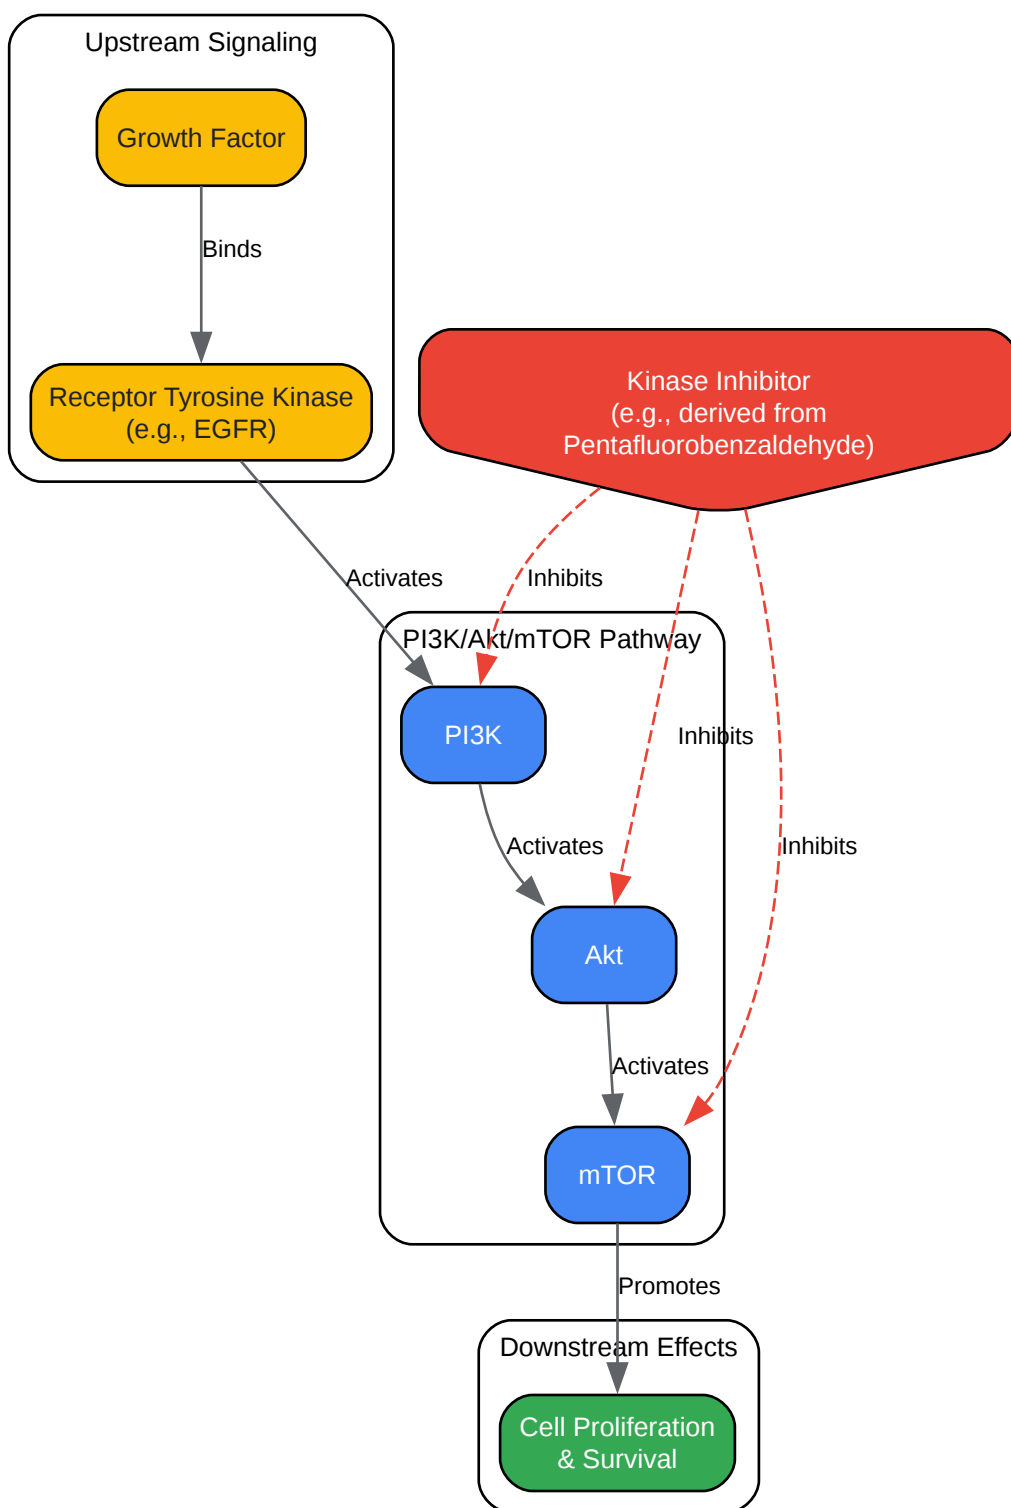 Upstream Signaling
Growth Factor
Binds
Receptor Tyrosine Kinase
(e.g., EGFR)
Kinase Inhibitor
(e.g., derived from
Pentafluorobenzaldehyde)
Activates
Inhibits
PI3K/Akt/mTOR Pathway
PI3K
Inhibits
Activates
Inhibits
Akt
Activates
mTOR
Promotes
Downstream Effects
Cell Proliferation
& Survival